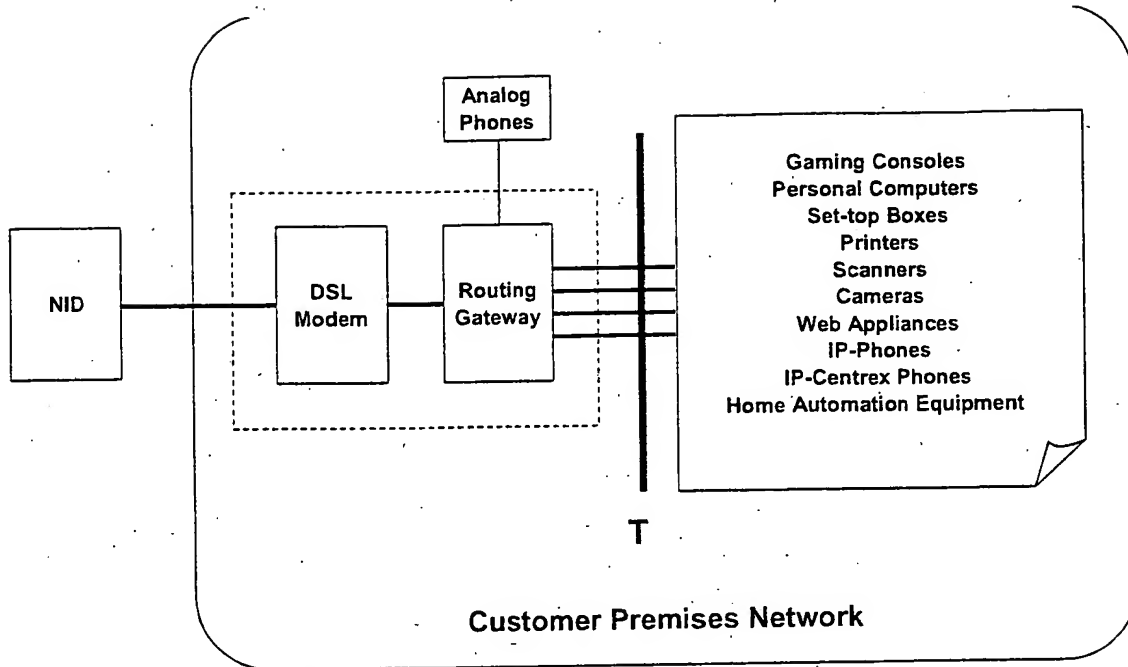 Analog
Phones
NID
DSL
Modem
Routing
Gateway
Gaming Consoles
Personal Computers
Set-top Boxes
Printers
Scanners
Cameras
Web Appliances
IP-Phones
IP-Centrex Phones
Home Automation Equipment
T
Customer Premises Network